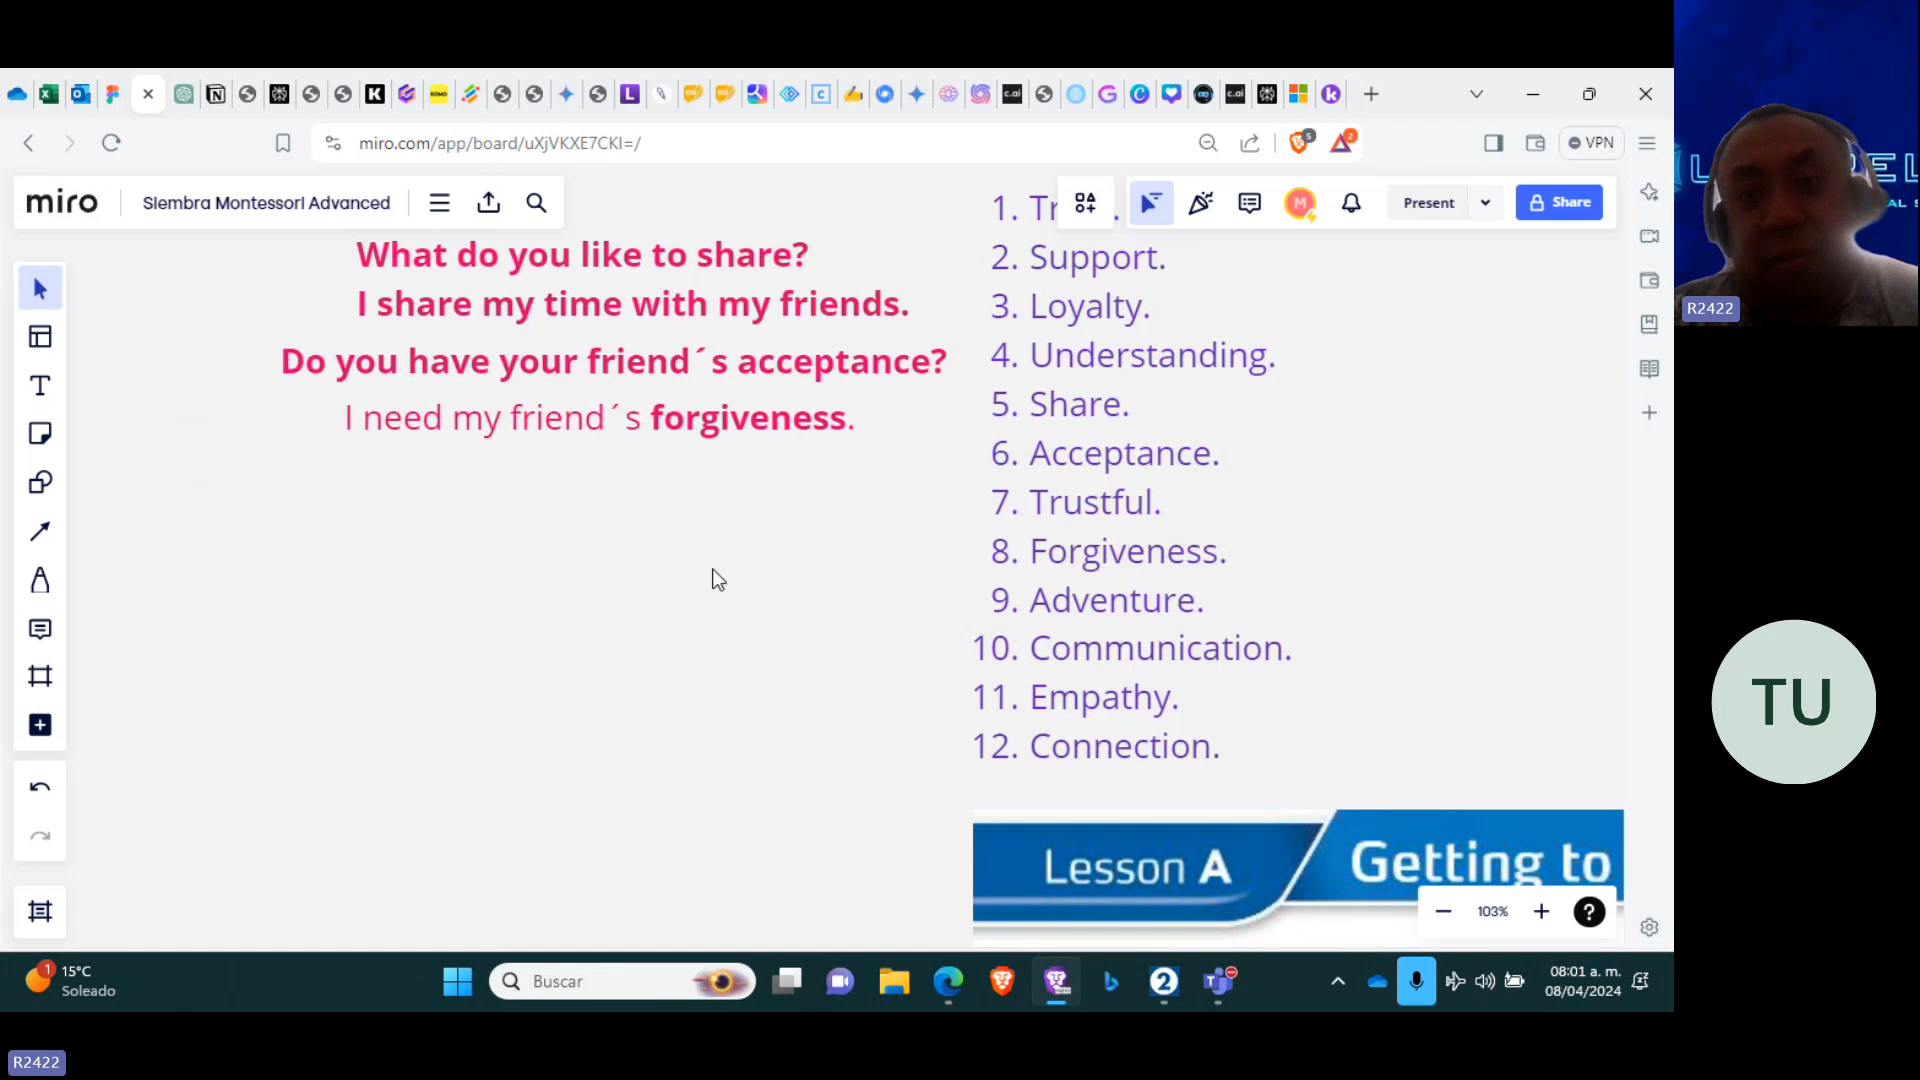 miro.com/app/board/uXjVKXE7CKI=/
VPN
miro
Siembra Montessori Advanced
Present
Share
What do you like to share?
I share my time with my friends.
Do you have your friend´s acceptance?
I need my friend´s forgiveness.
1.
2. Support.
3. Loyalty.
4. Understanding.
5. Share.
6. Acceptance.
7. Trustful.
8. Forgiveness.
9. Adventure.
10. Communication.
11. Empathy.
12. Connection.
Lesson A
Getting to
103%
15°C
Soleado
Buscar
08:01 a. m.
08/04/2024
R2422
TU
R2422